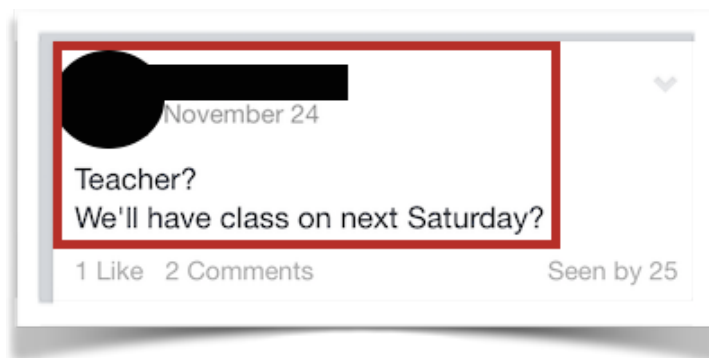 November 24
Teacher?
We'll have class on next Saturday?
1 Like 2 Comments Seen by 25